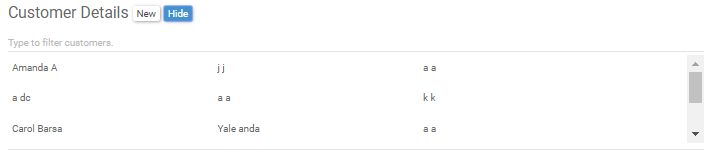 Customer Details New Hide
Type to filter customers.
Amanda A j j a a
a dc a a k k
Carol Barsa Yale anda a a